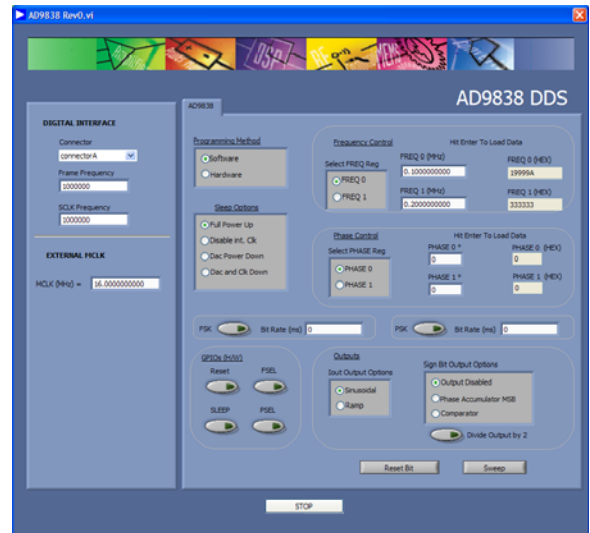 AD9838 Rev0.vi
DSP
RF
MEMS
AD9838 DDS
DIGITAL INTERFACE
Connector
connectorA
Frame Frequency
1000000
SCLK Frequency
1000000
EXTERNAL MCLK
MCLK (MHz) = 16.0000000000
AD9838
Programming Method
Software
Hardware
Sleep Options
Full Power Up
Disable int. Clk
Dac Power Down
Dac and Clk Down
Frequency Control
Hit Enter To Load Data
Select FREQ Reg
FREQ 0
FREQ 1
FREQ 0 (MHz)
0.1000000000
FREQ 0 (HEX)
19999A
FREQ 1 (MHz)
0.2000000000
FREQ 1 (HEX)
333333
Phase Control
Hit Enter To Load Data
Select PHASE Reg
PHASE 0
PHASE 1
PHASE 0 °
0
PHASE 0 (HEX)
0
PHASE 1 °
0
PHASE 1 (HEX)
0
FSK Bit Rate (ms) 0
PSK Bit Rate (ms) 0
GPIOs (H/W)
Reset FSEL
SLEEP PSEL
Outputs
Iout Output Options
Sinusoidal
Ramp
Sign Bit Output Options
Output Disabled
Phase Accumulator MSB
Comparator
Divide Output by 2
Reset Bit
Sweep
STOP